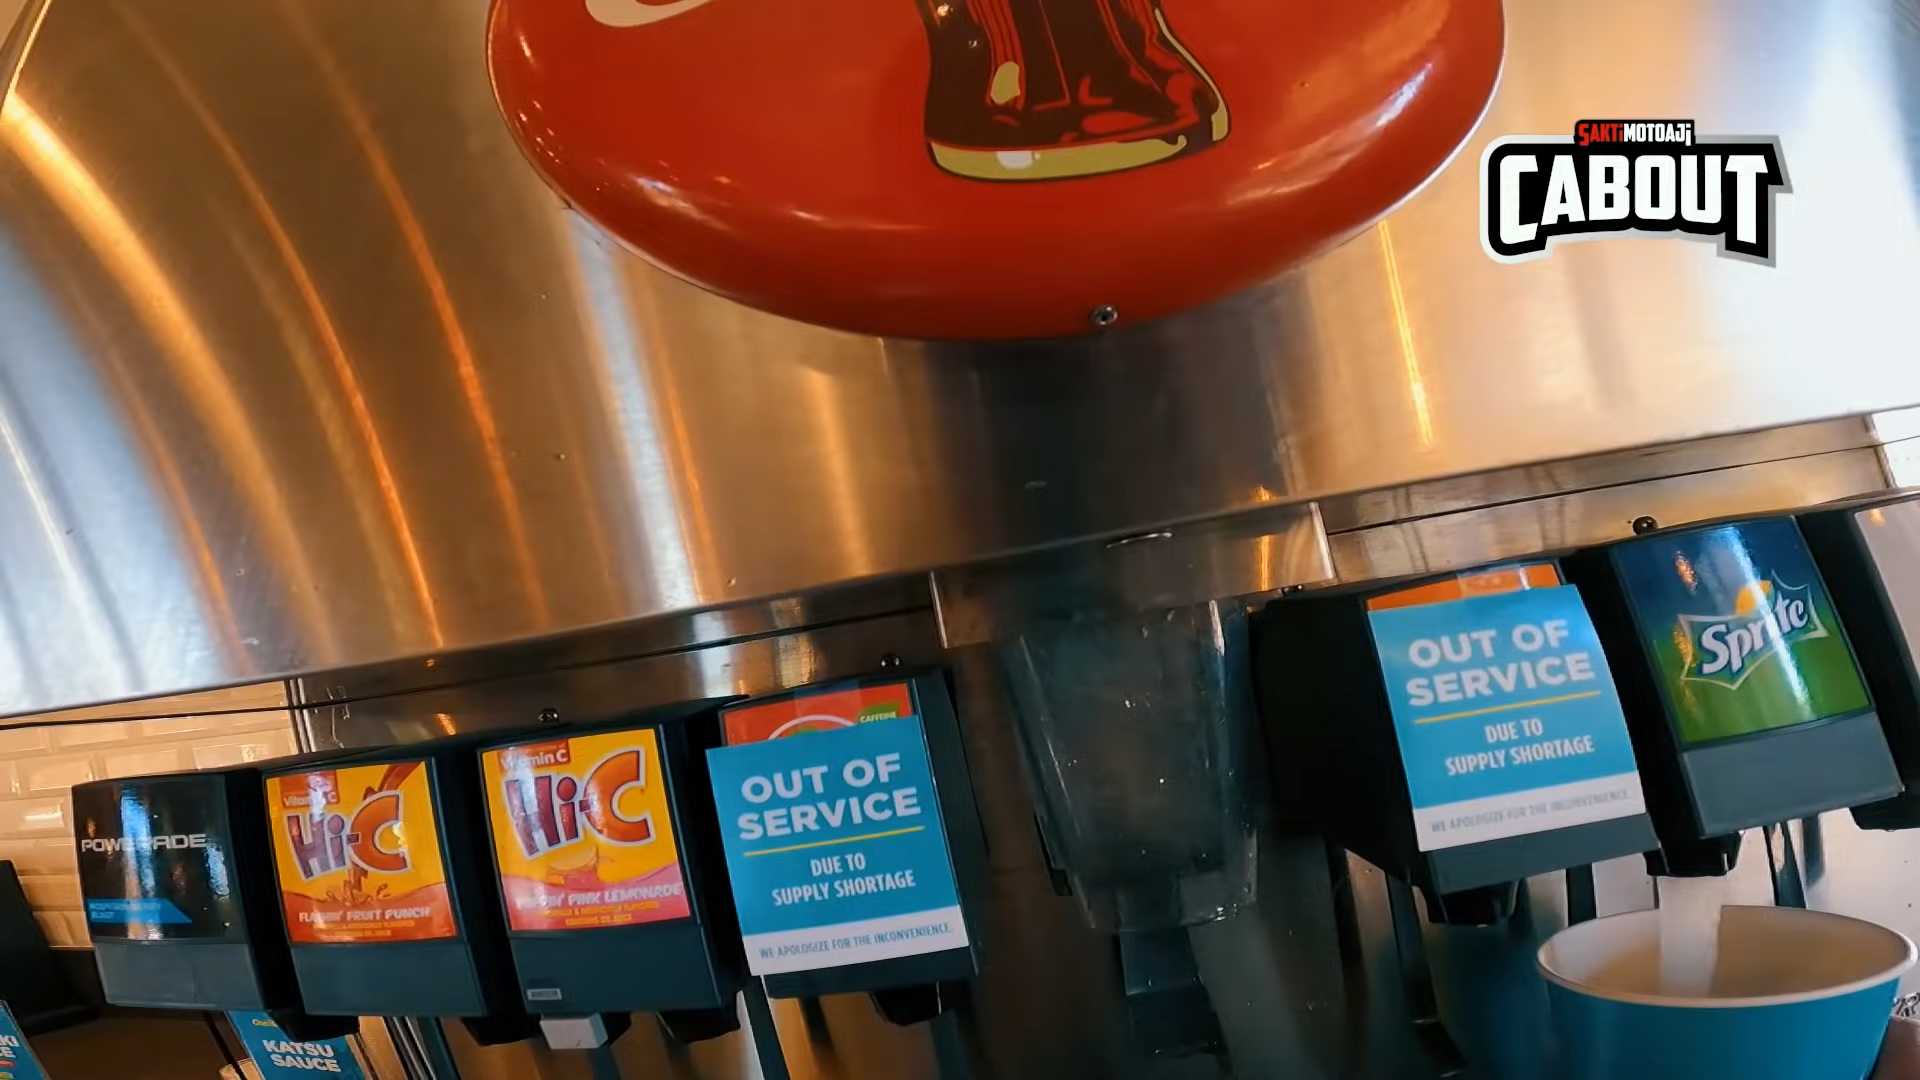 SAKTIMOTOAJI
CABOUT
POWERADE
Hi-C
FLASHIN' FRUIT PUNCH
Vitamin C
Hi-C
PINK LEMONADE
CAFFEINE
OUT OF
SERVICE
DUE TO
SUPPLY SHORTAGE
WE APOLOGIZE FOR THE INCONVENIENCE.
OUT OF
SERVICE
DUE TO
SUPPLY SHORTAGE
WE APOLOGIZE FOR THE INCONVENIENCE.
Sprite
KATSU
SAUCE